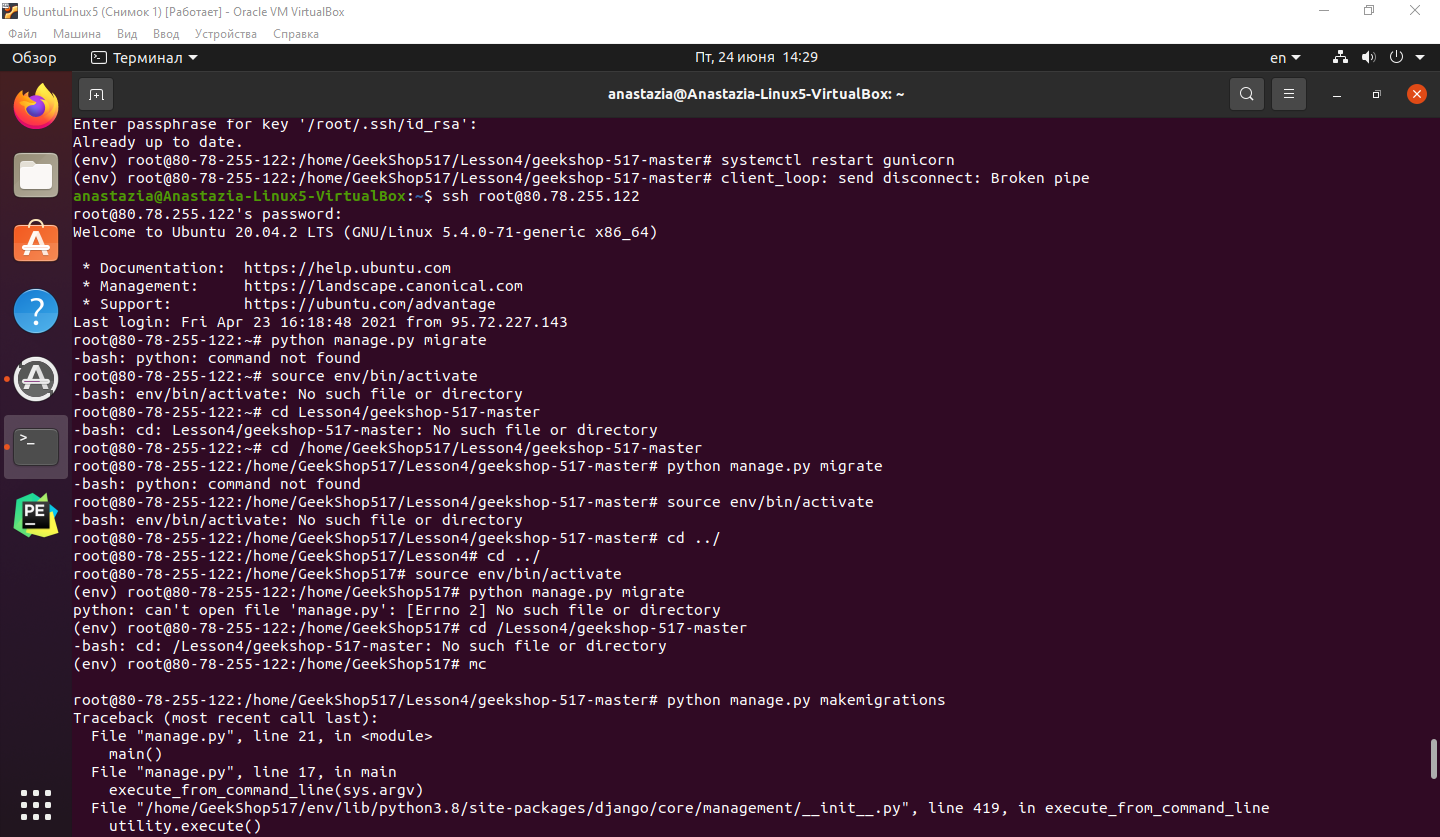 UbuntuLinux5 (Снимок 1) [Работает] - Oracle VM VirtualBox
Файл Машина Вид Ввод Устройства Справка
Обзор Терминал Пт, 24 июня 14:29 en
anastazia@Anastazia-Linux5-VirtualBox: ~
Enter passphrase for key '/root/.ssh/id_rsa':
Already up to date.
(env) root@80-78-255-122:/home/GeekShop517/Lesson4/geekshop-517-master# systemctl restart gunicorn
(env) root@80-78-255-122:/home/GeekShop517/Lesson4/geekshop-517-master# client_loop: send disconnect: Broken pipe
anastazia@Anastazia-Linux5-VirtualBox:~$ ssh root@80.78.255.122
root@80.78.255.122's password:
Welcome to Ubuntu 20.04.2 LTS (GNU/Linux 5.4.0-71-generic x86_64)
* Documentation:  https://help.ubuntu.com
* Management:     https://landscape.canonical.com
* Support:        https://ubuntu.com/advantage
Last login: Fri Apr 23 16:18:48 2021 from 95.72.227.143
root@80-78-255-122:~# python manage.py migrate
-bash: python: command not found
root@80-78-255-122:~# source env/bin/activate
-bash: env/bin/activate: No such file or directory
root@80-78-255-122:~# cd Lesson4/geekshop-517-master
-bash: cd: Lesson4/geekshop-517-master: No such file or directory
root@80-78-255-122:~# cd /home/GeekShop517/Lesson4/geekshop-517-master
root@80-78-255-122:/home/GeekShop517/Lesson4/geekshop-517-master# python manage.py migrate
-bash: python: command not found
root@80-78-255-122:/home/GeekShop517/Lesson4/geekshop-517-master# source env/bin/activate
-bash: env/bin/activate: No such file or directory
root@80-78-255-122:/home/GeekShop517/Lesson4/geekshop-517-master# cd ../
root@80-78-255-122:/home/GeekShop517/Lesson4# cd ../
root@80-78-255-122:/home/GeekShop517# source env/bin/activate
(env) root@80-78-255-122:/home/GeekShop517# python manage.py migrate
python: can't open file 'manage.py': [Errno 2] No such file or directory
(env) root@80-78-255-122:/home/GeekShop517# cd /Lesson4/geekshop-517-master
-bash: cd: /Lesson4/geekshop-517-master: No such file or directory
(env) root@80-78-255-122:/home/GeekShop517# mc
root@80-78-255-122:/home/GeekShop517/Lesson4/geekshop-517-master# python manage.py makemigrations
Traceback (most recent call last):
File "manage.py", line 21, in <module>
main()
File "manage.py", line 17, in main
execute_from_command_line(sys.argv)
File "/home/GeekShop517/env/lib/python3.8/site-packages/django/core/management/__init__.py", line 419, in execute_from_command_line
utility.execute()
PE